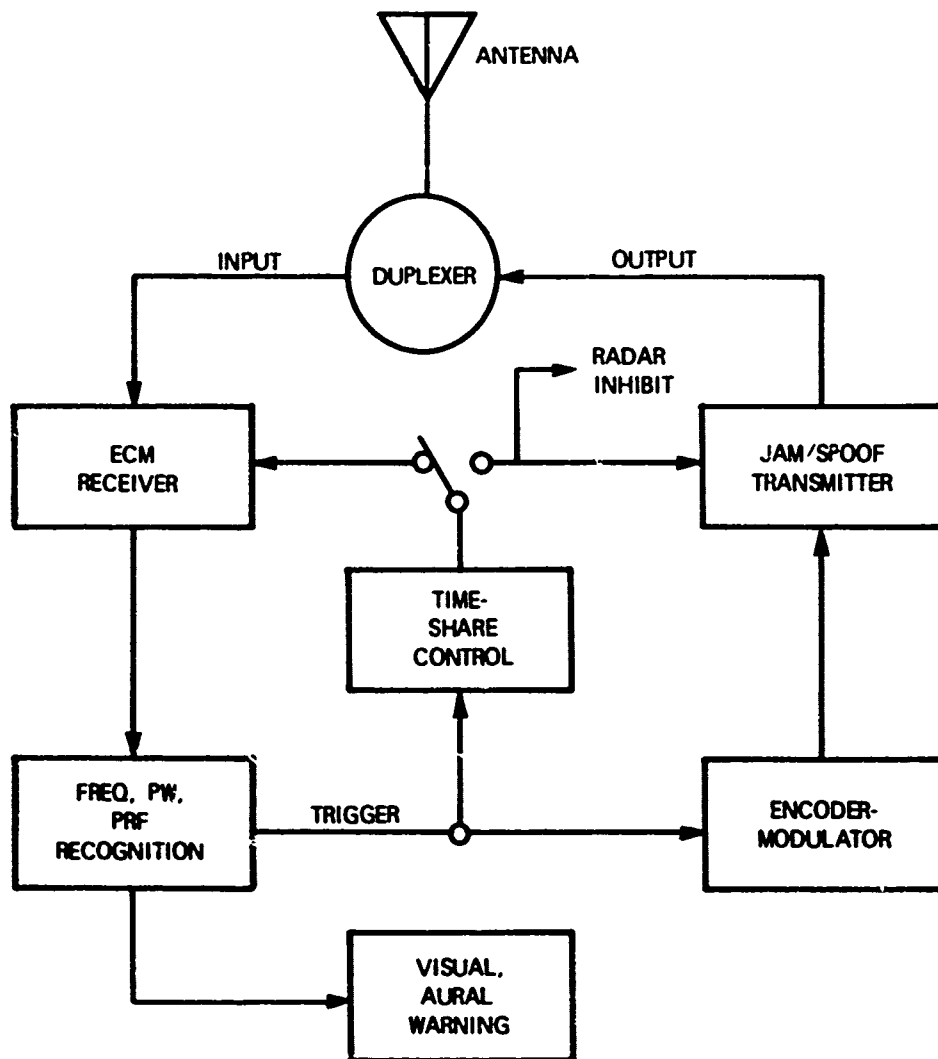 ANTENNA
INPUT
DUPLEXER
OUTPUT
RADAR
INHIBIT
ECM
RECEIVER
JAM/SPOOF
TRANSMITTER
TIME-
SHARE
CONTROL
FREQ, PW,
PRF
RECOGNITION
TRIGGER
ENCODER-
MODULATOR
VISUAL,
AURAL
WARNING